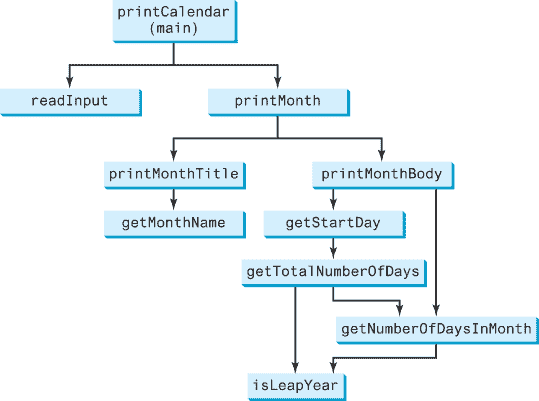 printCalendar
(main)
readInput
printMonth
printMonthTitle
printMonthBody
getMonthName
getStartDay
getTotalNumberOfDays
getNumberOfDaysInMonth
isLeapYear